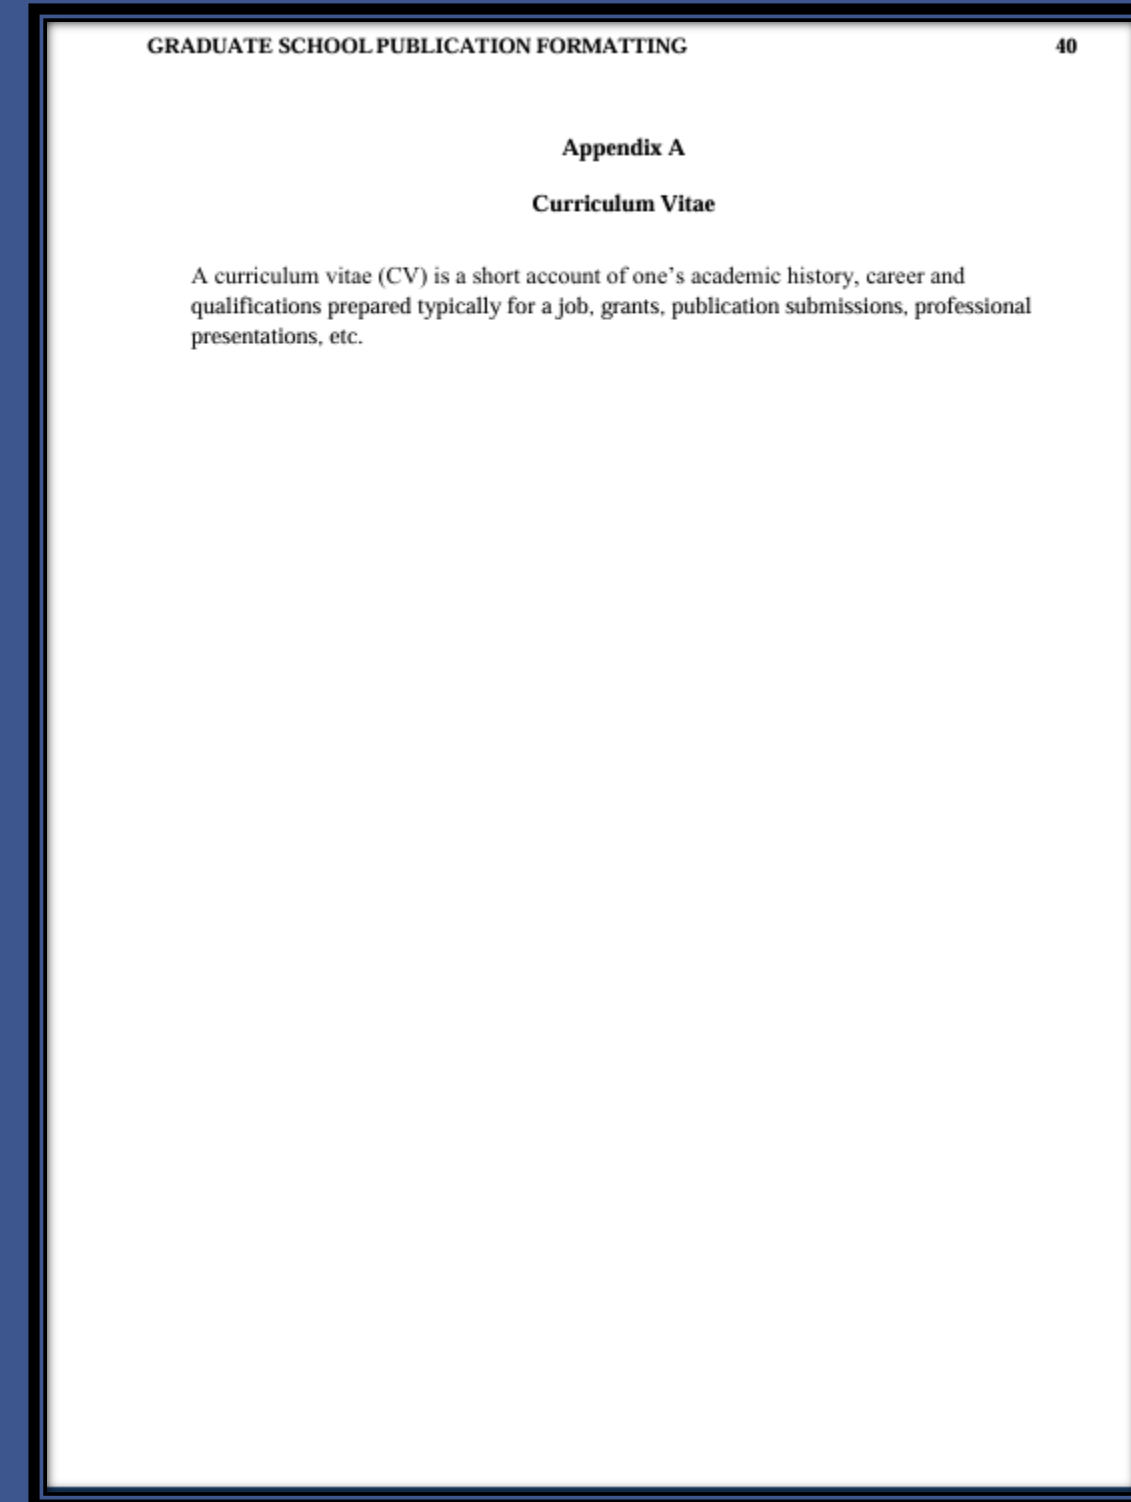 GRADUATE SCHOOL PUBLICATION FORMATTING 40
Appendix A
Curriculum Vitae
A curriculum vitae (CV) is a short account of one’s academic history, career and
qualifications prepared typically for a job, grants, publication submissions, professional
presentations, etc.